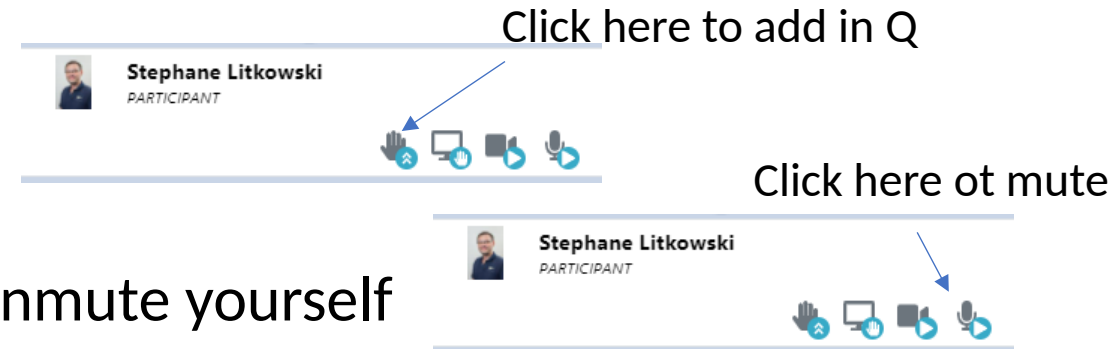 Click here to add in Q
Stephane Litkowski
PARTICIPANT
Click here ot mute
Stephane Litkowski
PARTICIPANT
nmute yourself